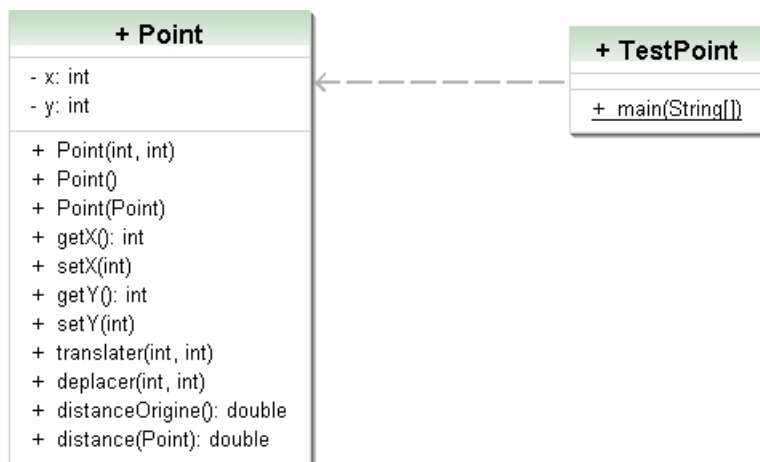 + Point
- x: int
- y: int
+ Point(int, int)
+ Point()
+ Point(Point)
+ getX(): int
+ setX(int)
+ getY(): int
+ setY(int)
+ translater(int, int)
+ deplacer(int, int)
+ distanceOrigine(): double
+ distance(Point): double
+ TestPoint
+ main(String[])